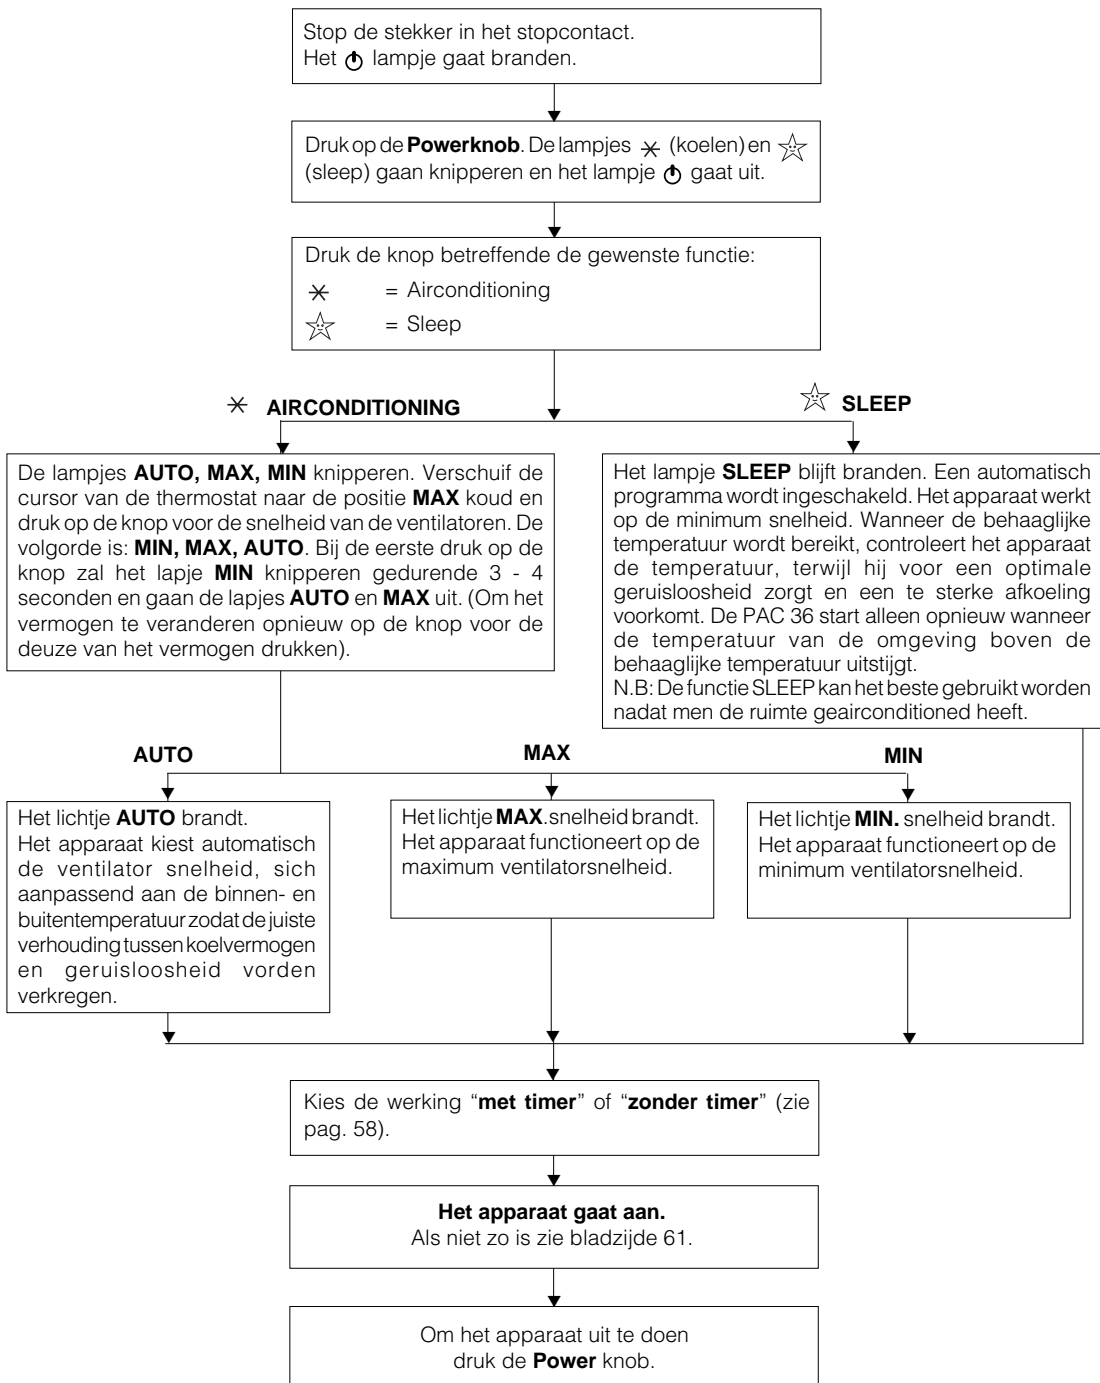 Stop de stekker in het stopcontact.
Het lampje gaat branden.
Druk op de Powerknob. De lampjes (koelen) en
(sleep) gaan knipperen en het lampje gaat uit.
Druk de knop betreffende de gewenste functie:
= Airconditioning
= Sleep
AIRCONDITIONING
SLEEP
De lampjes AUTO, MAX, MIN knipperen. Verschuif de
cursor van de thermostat naar de positie MAX koud en
druk op de knop voor de snelheid van de ventilatoren. De
volgorde is: MIN, MAX, AUTO. Bij de eerste druk op de
knop zal het lapje MIN knipperen gedurende 3 - 4
seconden en gaan de lapjes AUTO en MAX uit. (Om het
vermogen te veranderen opnieuw op de knop voor de
deuze van het vermogen drukken).
Het lampje SLEEP blijft branden. Een automatisch
programma wordt ingeschakeld. Het apparaat werkt
op de minimum snelheid. Wanneer de behaaglijke
temperatuur wordt bereikt, controleert het apparaat
de temperatuur, terwijl hij voor een optimale
geruisloosheid zorgt en een te sterke afkoeling
voorkomt. De PAC 36 start alleen opnieuw wanneer
de temperatuur van de omgeving boven de
behaaglijke temperatuur uitstijgt.
N.B: De functie SLEEP kan het beste gebruikt worden
nadat men de ruimte geairconditioned heeft.
AUTO
MAX
MIN
Het lichtje AUTO brandt.
Het apparaat kiest automatisch
de ventilator snelheid, sich
aanpassend aan de binnen- en
buitentemperatuur zodat de juiste
verhouding tussen koelvermogen
en geruisloosheid vorden
verkregen.
Het lichtje MAX. snelheid brandt.
Het apparaat functioneert op de
maximum ventilatorsnelheid.
Het lichtje MIN. snelheid brandt.
Het apparaat functioneert op de
minimum ventilatorsnelheid.
Kies de werking “met timer” of “zonder timer” (zie
pag. 58).
Het apparaat gaat aan.
Als niet zo is zie bladzijde 61.
Om het apparaat uit te doen
druk de Power knob.